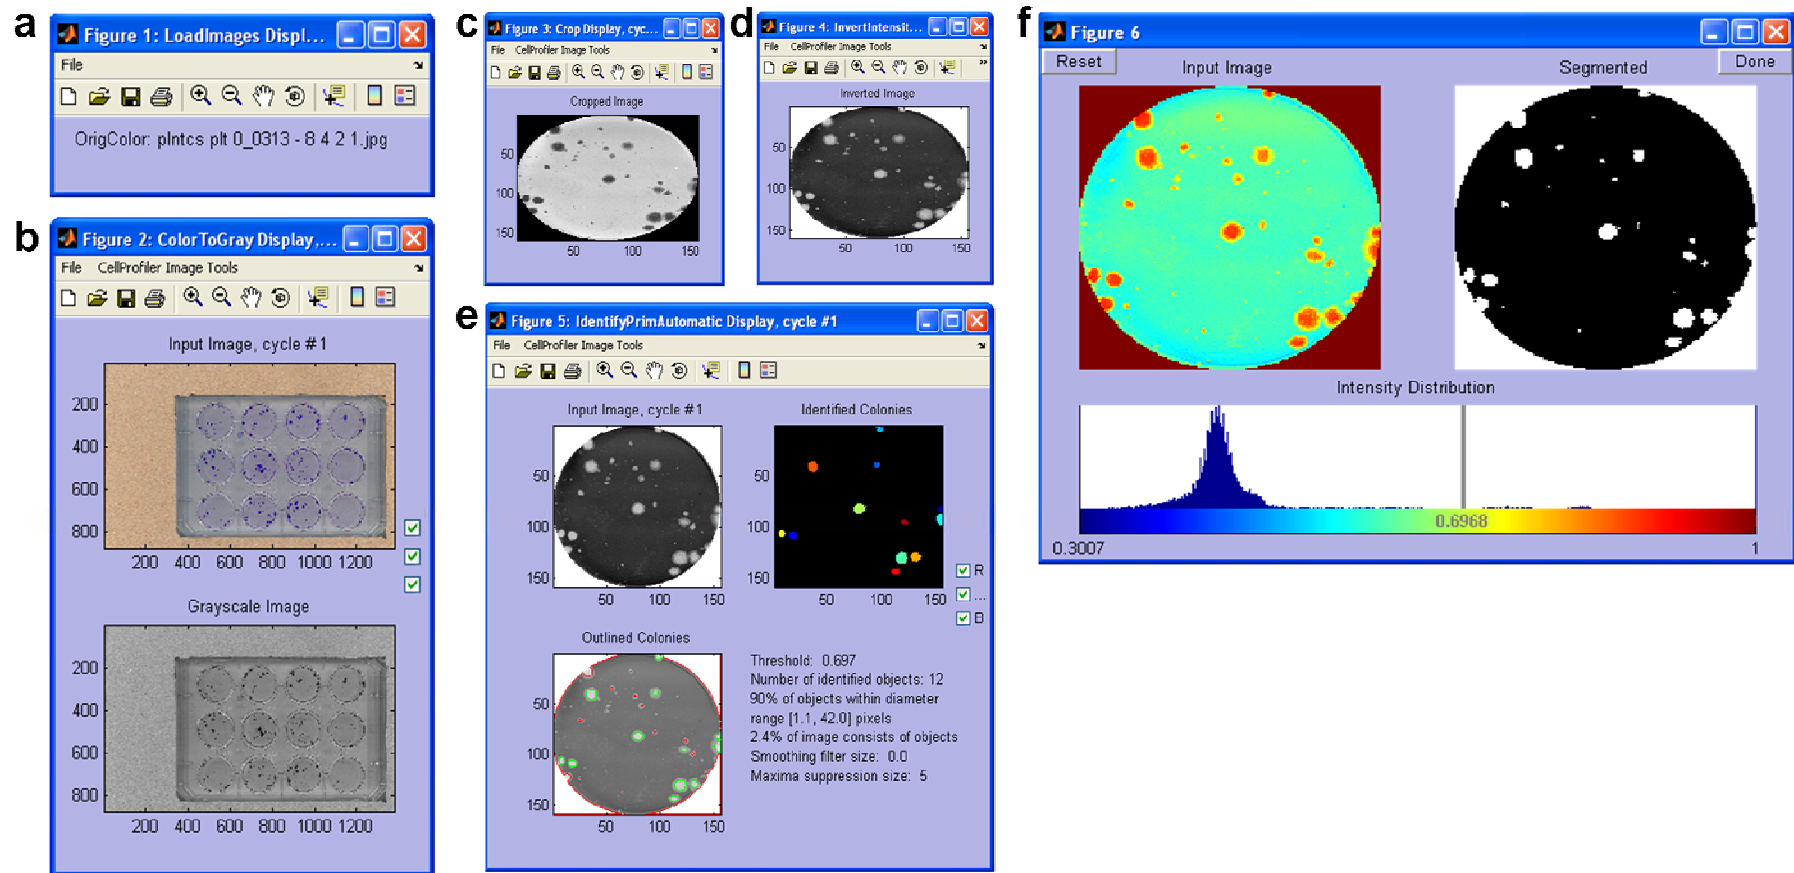 a
Figure 1: LoadImages Displ...
File
OrigColor: plntcs plt 0_0313 - 8 4 2 1.jpg
b
Figure 2: ColorToGray Display,...
File CellProfiler Image Tools
Input Image, cycle #1
200
400
600
800
200 400 600 800 1000 1200
Grayscale Image
200
400
600
800
200 400 600 800 1000 1200
c
Figure 3: Crop Display, cyc...
File CellProfiler Image Tools
Cropped Image
50
100
150
50 100 150
d
Figure 4: InvertIntensit...
File CellProfiler Image Tools
Inverted Image
50
100
150
50 100 150
e
Figure 5: IdentifyPrimAutomatic Display, cycle #1
File CellProfiler Image Tools
Input Image, cycle #1
50
100
150
50 100 150
Identified Colonies
50
100
150
50 100 150
R
...
B
Outlined Colonies
50
100
150
50 100 150
Threshold: 0.697
Number of identified objects: 12
90% of objects within diameter
range [1.1, 42.0] pixels
2.4% of image consists of objects
Smoothing filter size: 0.0
Maxima suppression size: 5
f
Figure 6
Reset
Done
Input Image
Segmented
Intensity Distribution
0.6968
0.3007
1